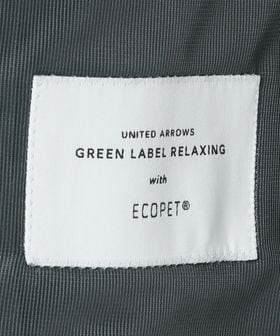 UNITED ARROWS
GREEN LABEL RELAXING
with
ECOPET®